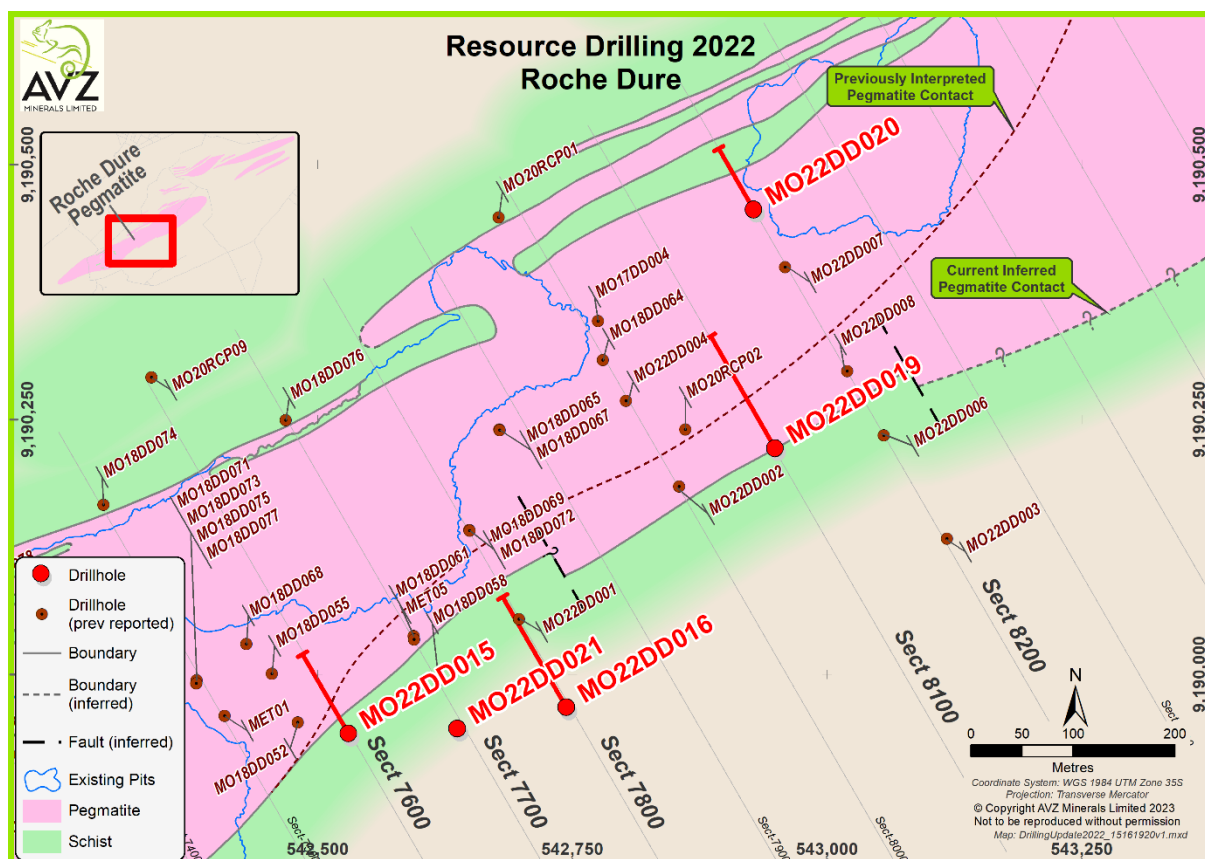 AVZ
MINERALS LIMITED
Resource Drilling 2022
Roche Dure
Previously Interpreted
Pegmatite Contact
9,190,500
9,190,500
Roche Dure
Pegmatite
MO20RCP01
MO22DD020
MO22DD007
MO17DD004
MO18DD064
Current Inferred
Pegmatite Contact
?
?
?
MO22DD008
MO20RCP09
MO18DD076
MO22DD004
MO20RCP02
MO22DD019
9,190,250
9,190,250
MO18DD074
MO18DD065
MO18DD067
MO22DD006
MO18DD071
MO18DD073
MO18DD075
MO18DD077
MO22DD002
MO18DD069
MO18DD072
?
MO22DD003
MO18DD061
MET05
MO18DD058
MO18DD068
MO18DD055
MO22DD001
MO22DD015
MO22DD021
MO22DD016
MET01
MO18DD052
9,190,000
Sect 7600
Sect 7700
Sect 7800
Sect 8100
Sect 8200
Drillhole
Drillhole
(prev reported)
Boundary
Boundary
(inferred)
Fault (inferred)
Existing Pits
Pegmatite
Schist
N
0 50 100 200
Metres
Coordinate System: WGS 1984 UTM Zone 35S
Projection: Transverse Mercator
© Copyright AVZ Minerals Limited 2023
Not to be reproduced without permission
Map: DrillingUpdate2022_15161920v1.mxd
542,500
542,750
543,000
543,250